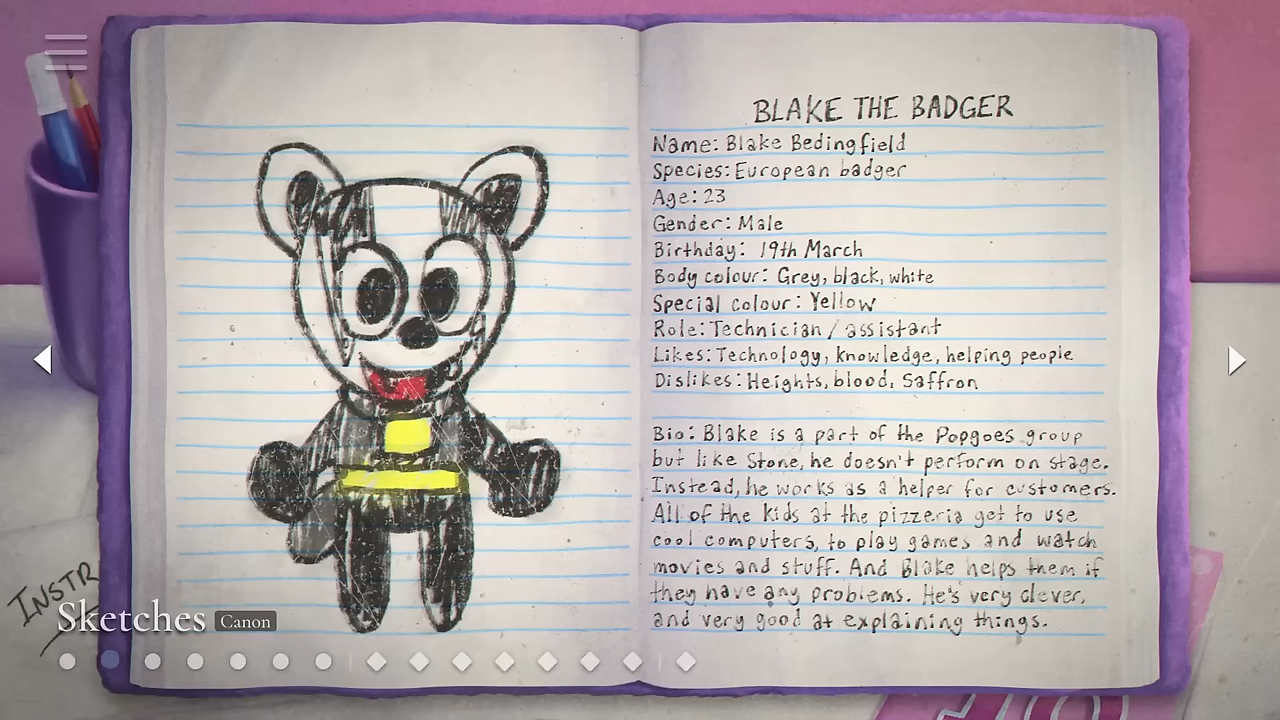 BLAKE THE BADGER
Name: Blake Bedingfield
Species: European badger
Age: 23
Gender: Male
Birthday: 19th March
Body colour: Grey, black, white
Special colour: Yellow
Role: Technician / assistant
Likes: Technology, knowledge, helping people
Dislikes: Heights, blood, Saffron
Bio: Blake is a part of the Popgoes group
but like Stone, he doesn't perform on stage.
Instead, he works as a helper for customers.
All of the kids at the pizzeria get to use
cool computers, to play games and watch
movies and stuff. And Blake helps them if
they have any problems. He's very clever,
and very good at explaining things.
INSTR
Sketches Canon